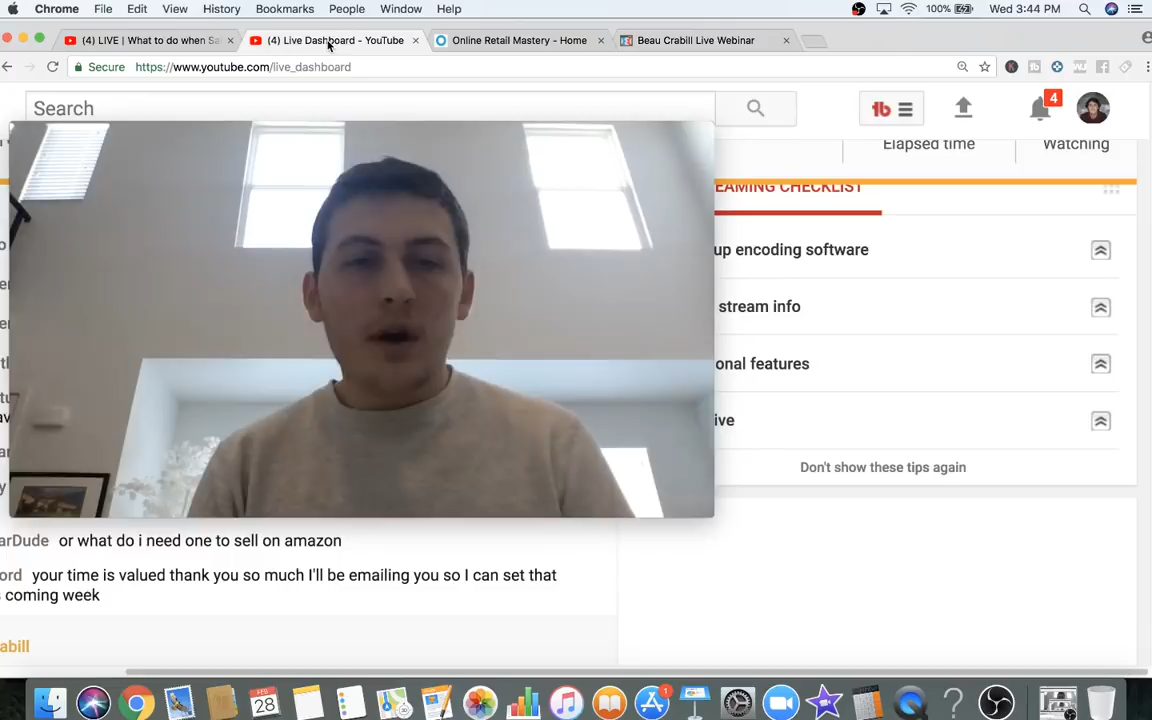 Chrome File Edit View History Bookmarks People Window Help 100% Wed 3:44 PM
(4) LIVE | What to do when Sa × (4) Live Dashboard - YouTube × Online Retail Mastery - Home × Beau Crabill Live Webinar ×
Secure https://www.youtube.com/live_dashboard
Search
tb
4
Elapsed time Watching
EAMING CHECKLIST
up encoding software
stream info
onal features
ive
Don't show these tips again
arDude or what do i need one to sell on amazon
ord your time is valued thank you so much I'll be emailing you so I can set that
coming week
abill
FEB
28
1